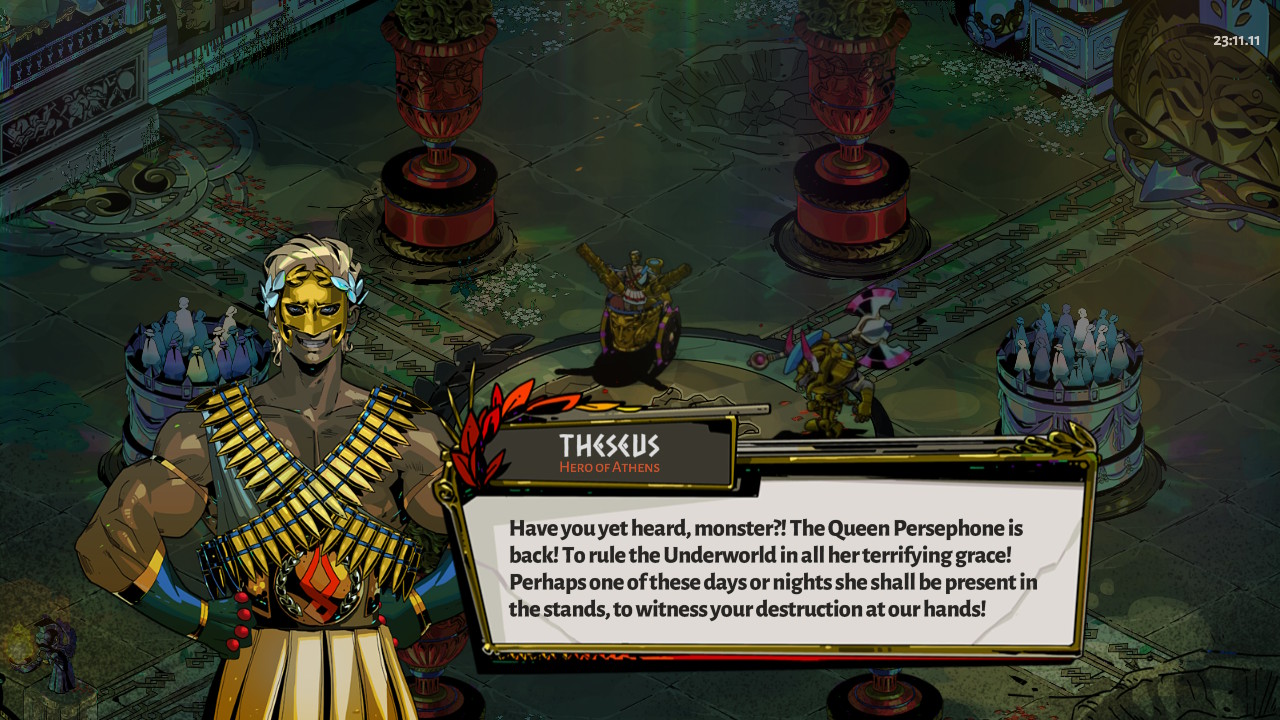 23:11.11
THESEUS
HERO OF ATHENS
Have you yet heard, monster?! The Queen Persephone is
back! To rule the Underworld in all her terrifying grace!
Perhaps one of these days or nights she shall be present in
the stands, to witness your destruction at our hands!